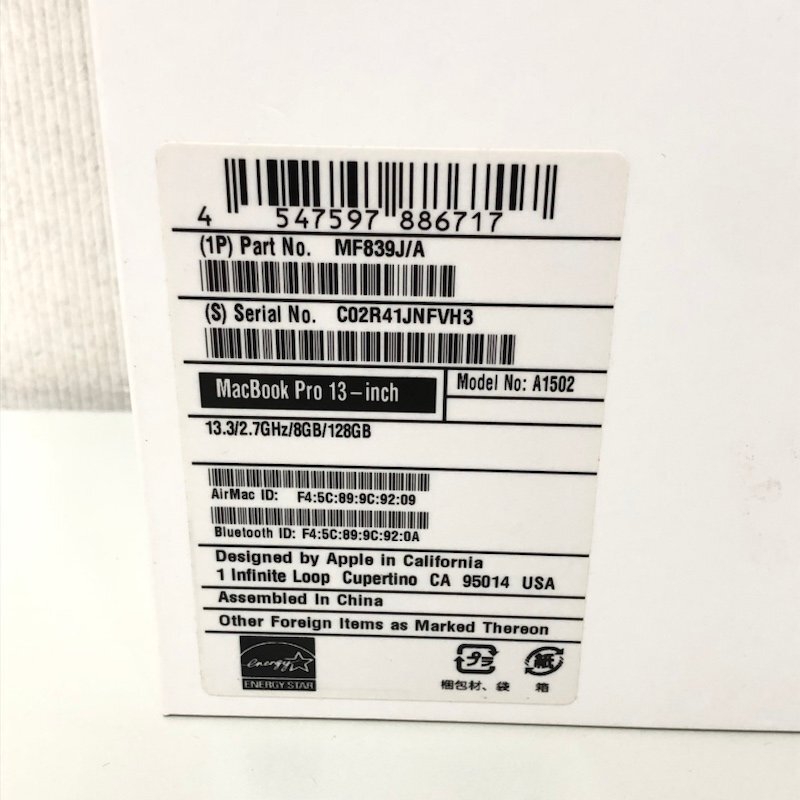 4 547597 886717
(1P) Part No. MF839J/A
(S) Serial No. C02R41JNFVH3
MacBook Pro 13-inch
Model No: A1502
13.3/2.7GHz/8GB/128GB
AirMac ID: F4:5C:89:9C:92:09
Bluetooth ID: F4:5C:89:9C:92:0A
Designed by Apple in California
1 Infinite Loop Cupertino CA 95014 USA
Assembled In China
Other Foreign Items as Marked Thereon
energy
ENERGY STAR
プラ
紙
梱包材、袋
箱